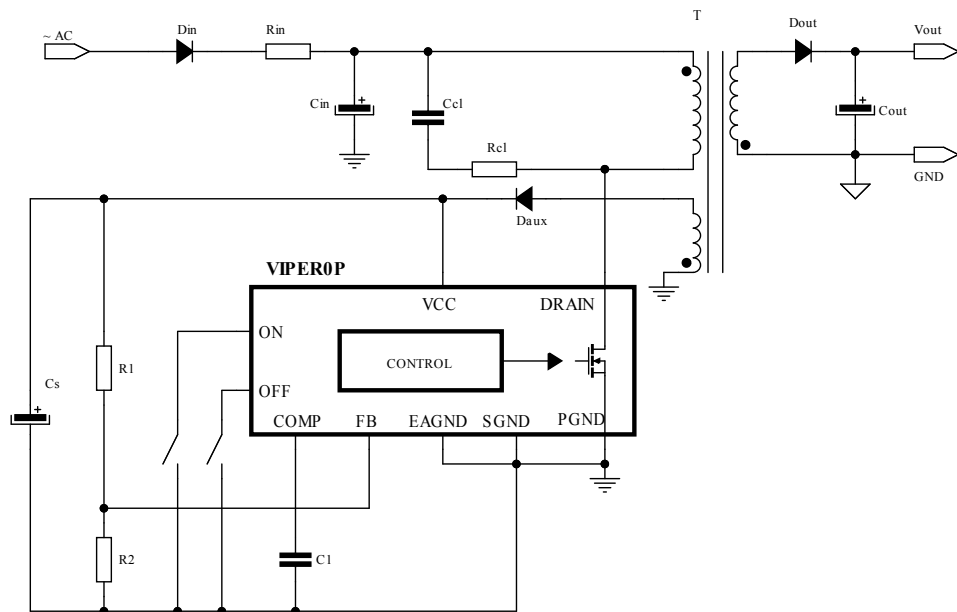 T
~ AC
Din
Rin
Dout
Vout
Cin
+
Ccl
+
Cout
Rcl
GND
Daux
VIPER0P
VCC
DRAIN
ON
CONTROL
OFF
R1
Cs
+
COMP
FB
EAGND
SGND
PGND
R2
C1